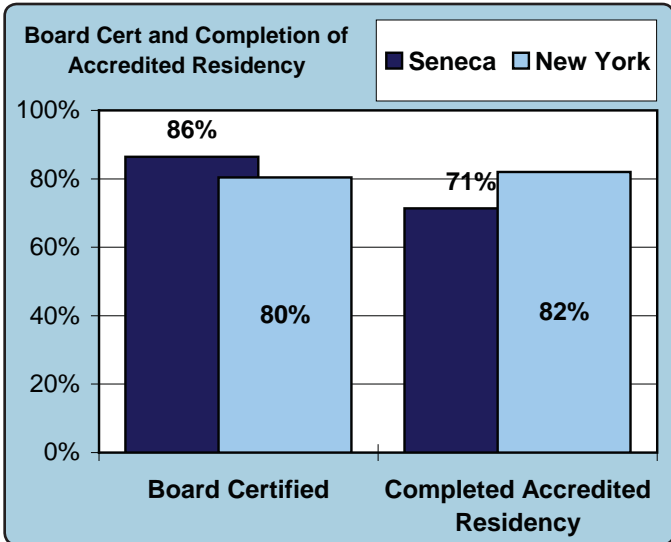 Board Cert and Completion of
Accredited Residency
Seneca New York
100%
80%
60%
40%
20%
0%
86%
80%
71%
82%
Board Certified
Completed Accredited
Residency